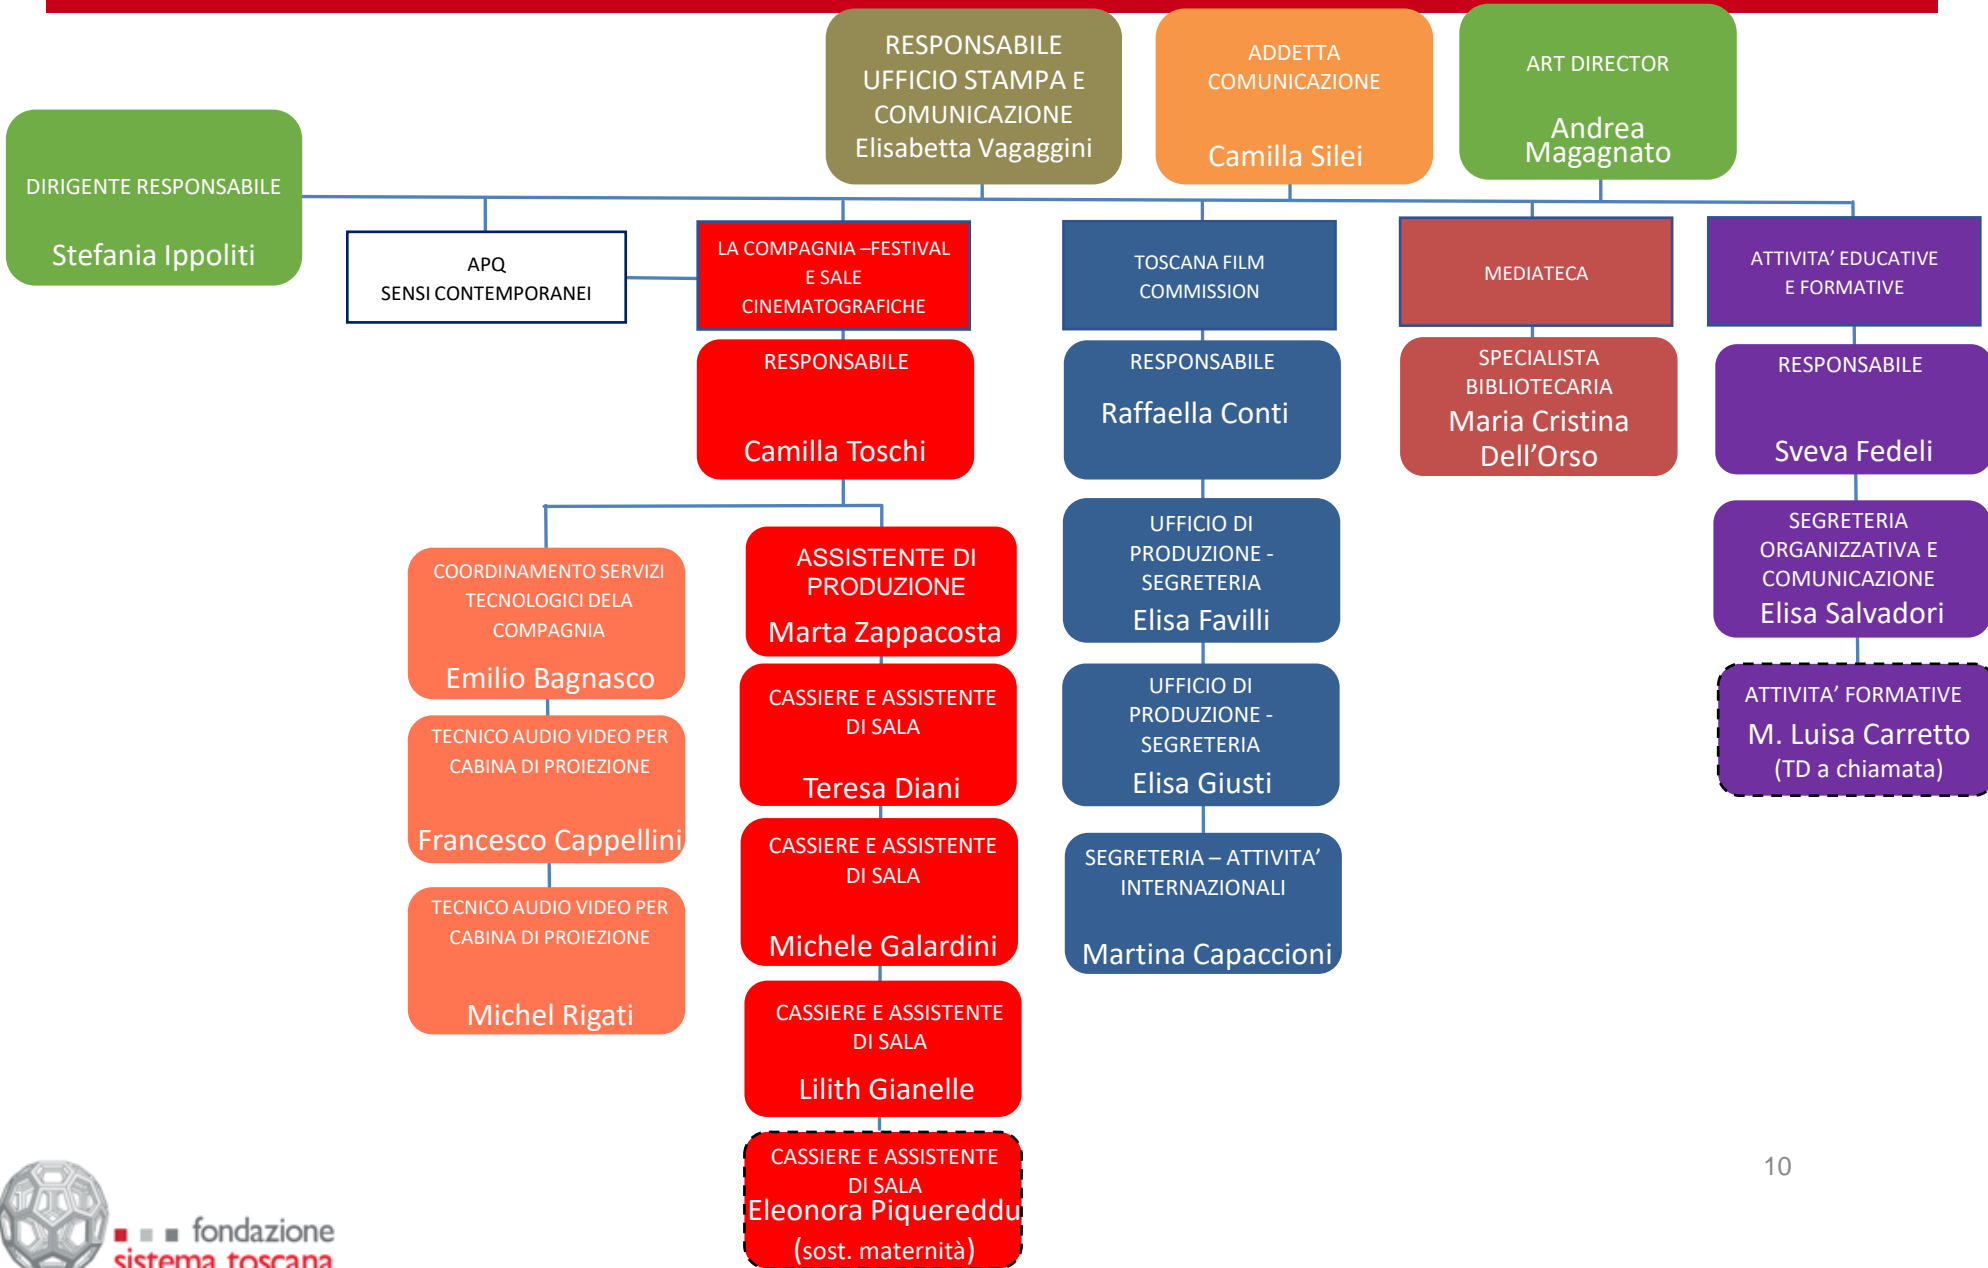 RESPONSABILE
UFFICIO STAMPA E
COMUNICAZIONE
Elisabetta Vagaggini
ADDETTA
COMUNICAZIONE
Camilla Silei
ART DIRECTOR
Andrea
Magagnato
DIRIGENTE RESPONSABILE
Stefania Ippoliti
APQ
SENSI CONTEMPORANEI
LA COMPAGNIA –FESTIVAL
E SALE
CINEMATOGRAFICHE
TOSCANA FILM
COMMISSION
MEDIATECA
ATTIVITA’ EDUCATIVE
E FORMATIVE
RESPONSABILE
Camilla Toschi
RESPONSABILE
Raffaella Conti
SPECIALISTA
BIBLIOTECARIA
Maria Cristina
Dell’Orso
RESPONSABILE
Sveva Fedeli
COORDINAMENTO SERVIZI
TECNOLOGICI DELA
COMPAGNIA
Emilio Bagnasco
TECNICO AUDIO VIDEO PER
CABINA DI PROIEZIONE
Francesco Cappellini
TECNICO AUDIO VIDEO PER
CABINA DI PROIEZIONE
Michel Rigati
ASSISTENTE DI
PRODUZIONE
Marta Zappacosta
CASSIERE E ASSISTENTE
DI SALA
Teresa Diani
CASSIERE E ASSISTENTE
DI SALA
Michele Galardini
CASSIERE E ASSISTENTE
DI SALA
Lilith Gianelle
CASSIERE E ASSISTENTE
DI SALA
Eleonora Piquereddu
(sost. maternità)
UFFICIO DI
PRODUZIONE -
SEGRETERIA
Elisa Favilli
UFFICIO DI
PRODUZIONE -
SEGRETERIA
Elisa Giusti
SEGRETERIA – ATTIVITA’
INTERNAZIONALI
Martina Capaccioni
SEGRETERIA
ORGANIZZATIVA E
COMUNICAZIONE
Elisa Salvadori
ATTIVITA’ FORMATIVE
M. Luisa Carretto
(TD a chiamata)
10
fondazione
sistema toscana